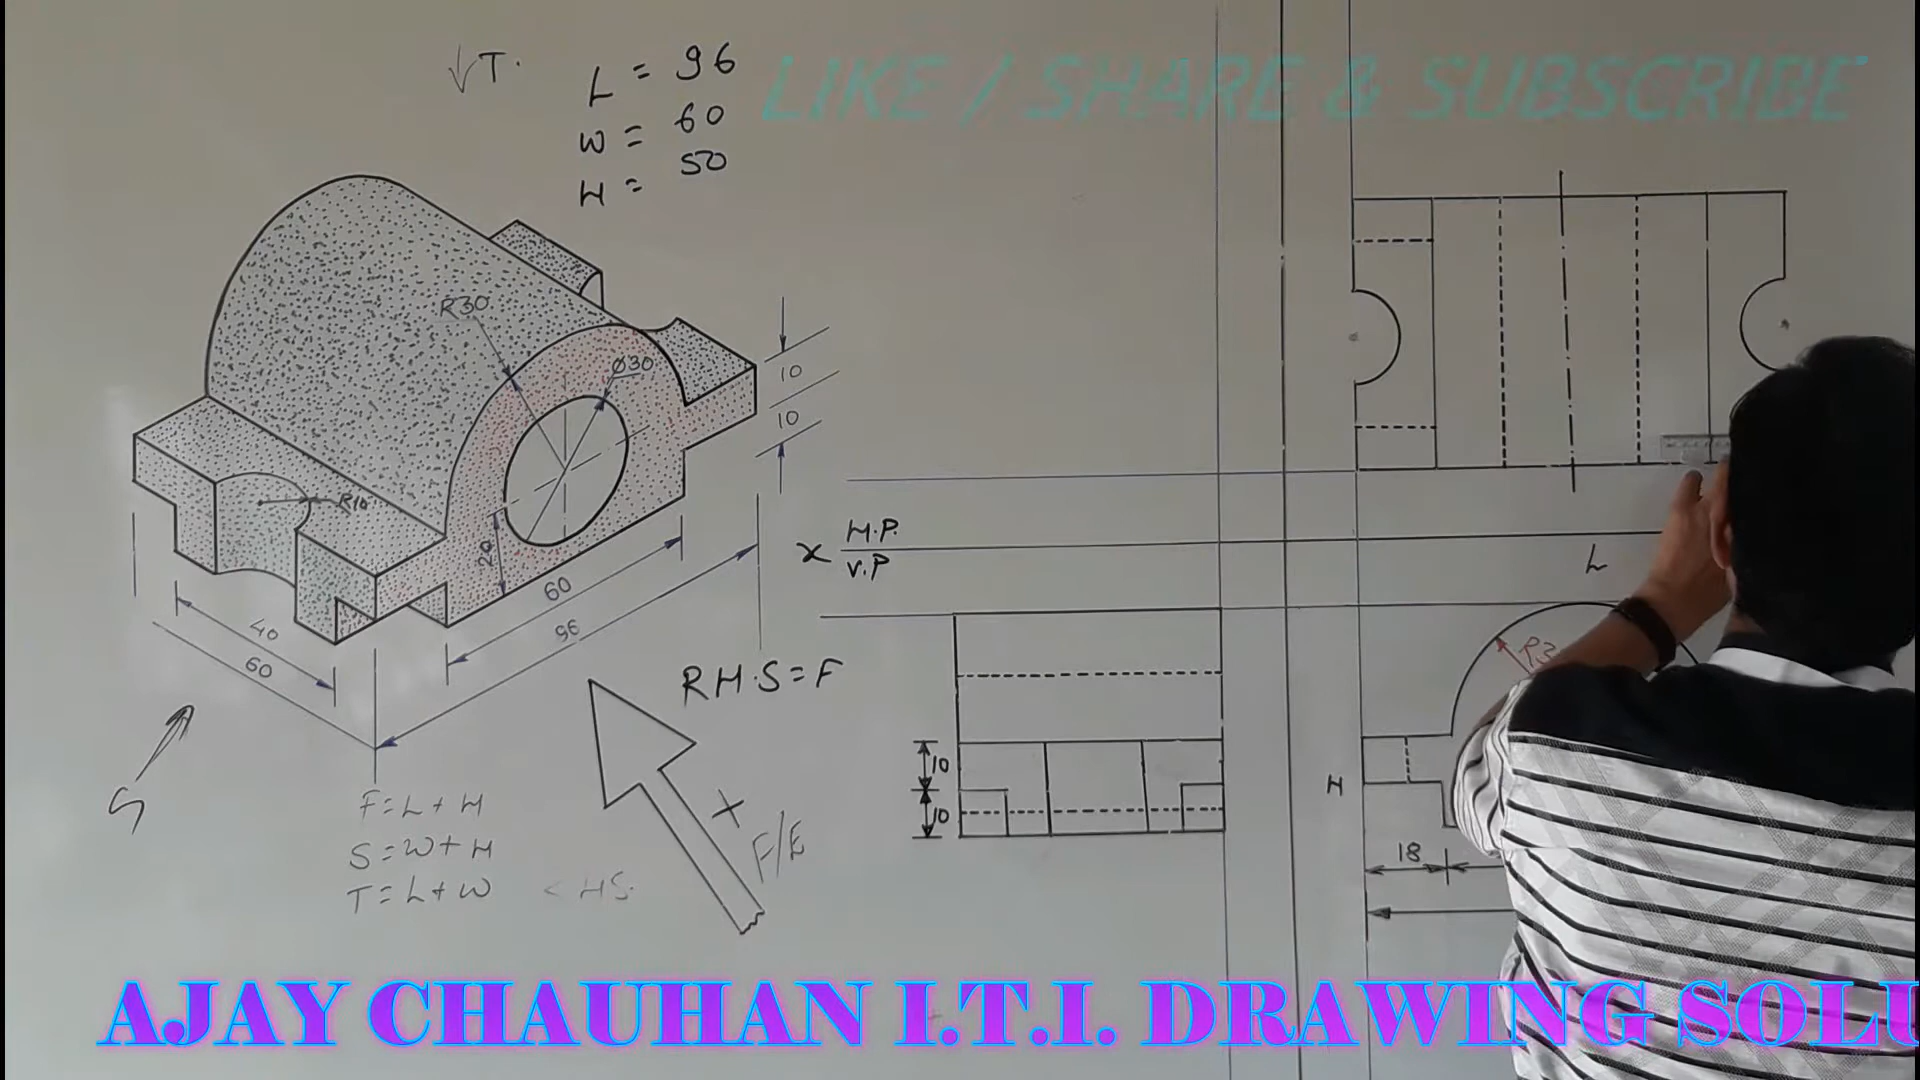 ↓ T.
L = 96
W = 60
H = 50
LIKE / SHARE & SUBSCRIBE
R30
Ø30
10
10
R10
20
60
96
40
60
RH.S = F
S
F = L + H
S = W + H
T = L + W
< HS.
F/E
X H.P.
V.P
L
10
10
H
18
AJAY CHAUHAN I.T.I. DRAWING SOLU